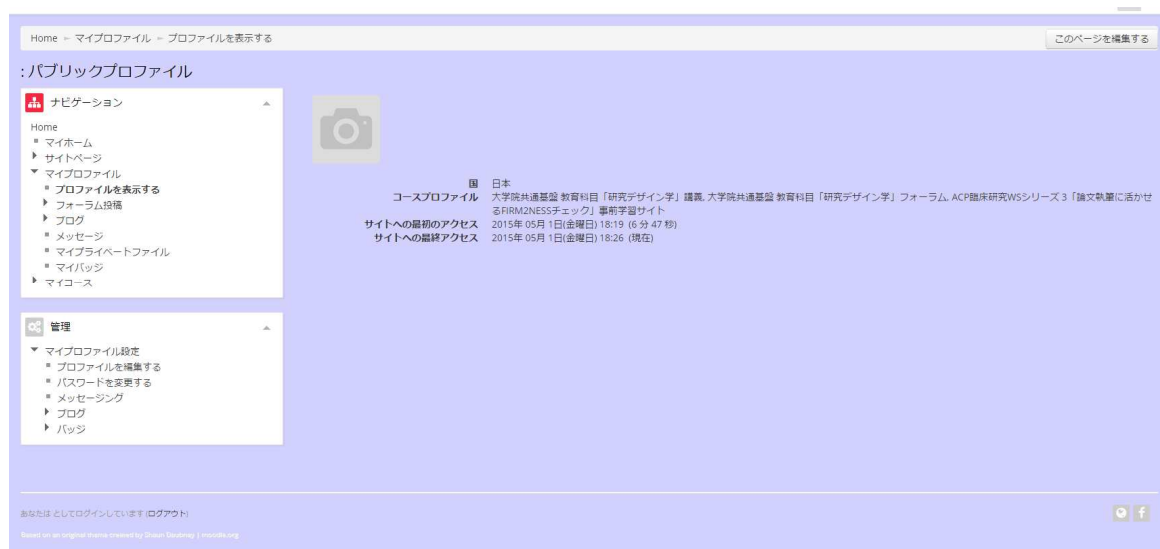 Home マイプロファイル プロファイルを表示する
このページを編集する
: パブリックプロファイル
ナビゲーション
Home
マイホーム
サイトページ
マイプロファイル
プロファイルを表示する
フォーラム投稿
ブログ
メッセージ
マイプライベートファイル
マイバッジ
マイコース
管理
マイプロファイル設定
プロファイルを編集する
パスワードを変更する
メッセージング
ブログ
バッジ
国 日本
コースプロファイル 大学院共通基盤 教育科目「研究デザイン学」講義, 大学院共通基盤 教育科目「研究デザイン学」フォーラム, ACP臨床研究WSシリーズ3「論文執筆に活かせ
るFIRM2NESSチェック」事前学習サイト
サイトへの最初のアクセス 2015年 05月 1日(金曜日) 18:19 (6 分 47 秒)
サイトへの最終アクセス 2015年 05月 1日(金曜日) 18:26 (現在)
あなたは としてログインしています (ログアウト)
Based on an original theme created by Shaun Daubney | moodle.org